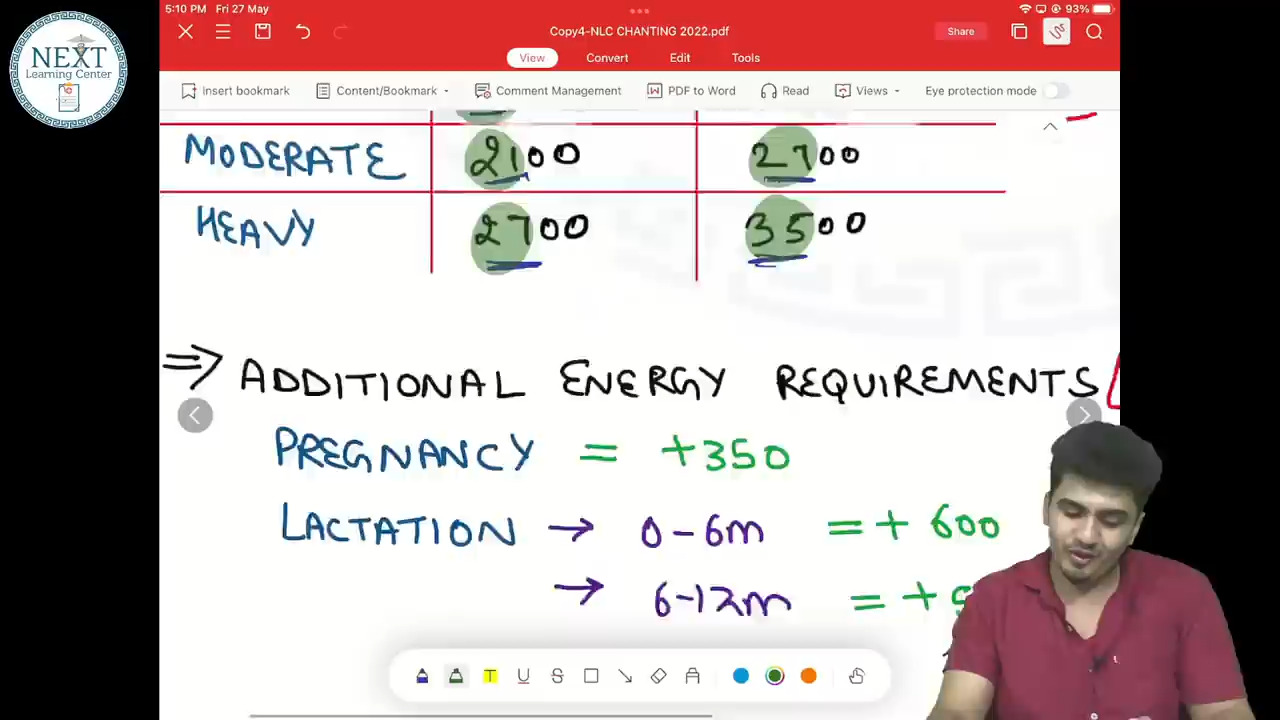 5:10 PM Fri 27 May
93%
Copy4-NLC CHANTING 2022.pdf
Share
View Convert Edit Tools
Insert bookmark Content/Bookmark Comment Management PDF to Word Read Views Eye protection mode
NEXT
Learning Center
MODERATE 2100 2700
HEAVY 2700 3500
⇒ ADDITIONAL ENERGY REQUIREMENTS
PREGNANCY = +350
LACTATION → 0-6m = + 600
→ 6-12m = +
T U S